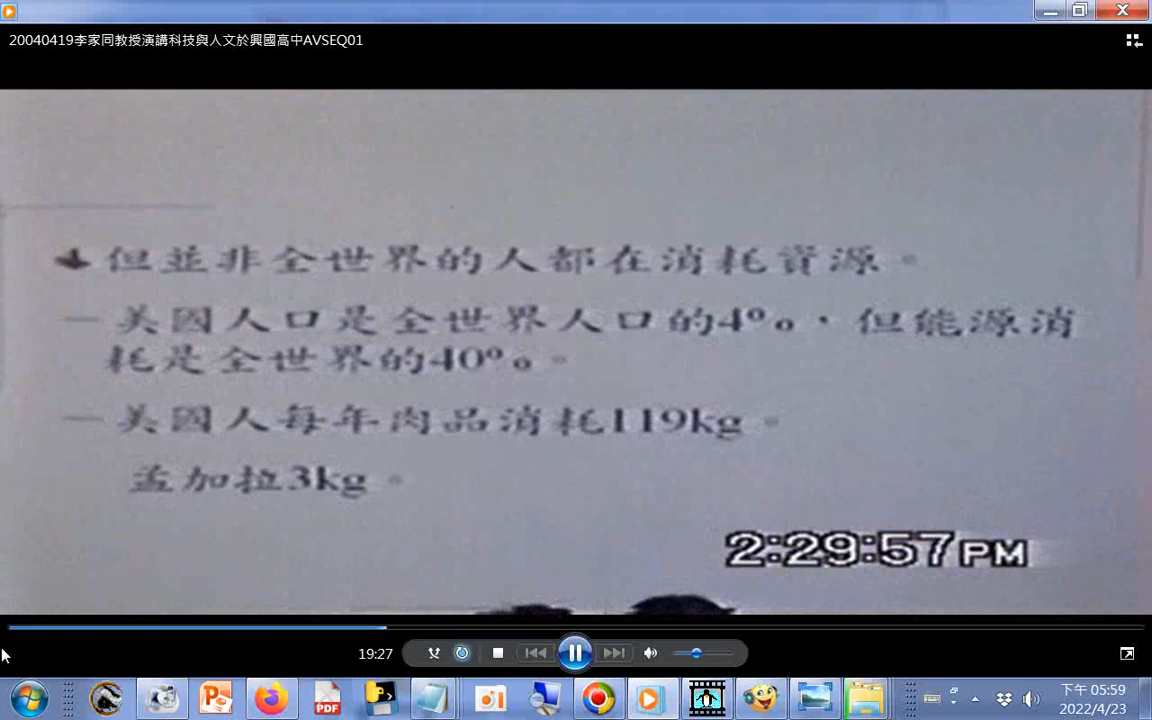 20040419李家同教授演講科技與人文於興國高中AVSEQ01
但並非全世界的人都在消耗資源。
—美國人口是全世界人口的4%，但能源消
耗是全世界的40%。
—美國人每年肉品消耗119kg。
孟加拉3kg。
2:29:57PM
19:27
PDF
下午 05:59
2022/4/23